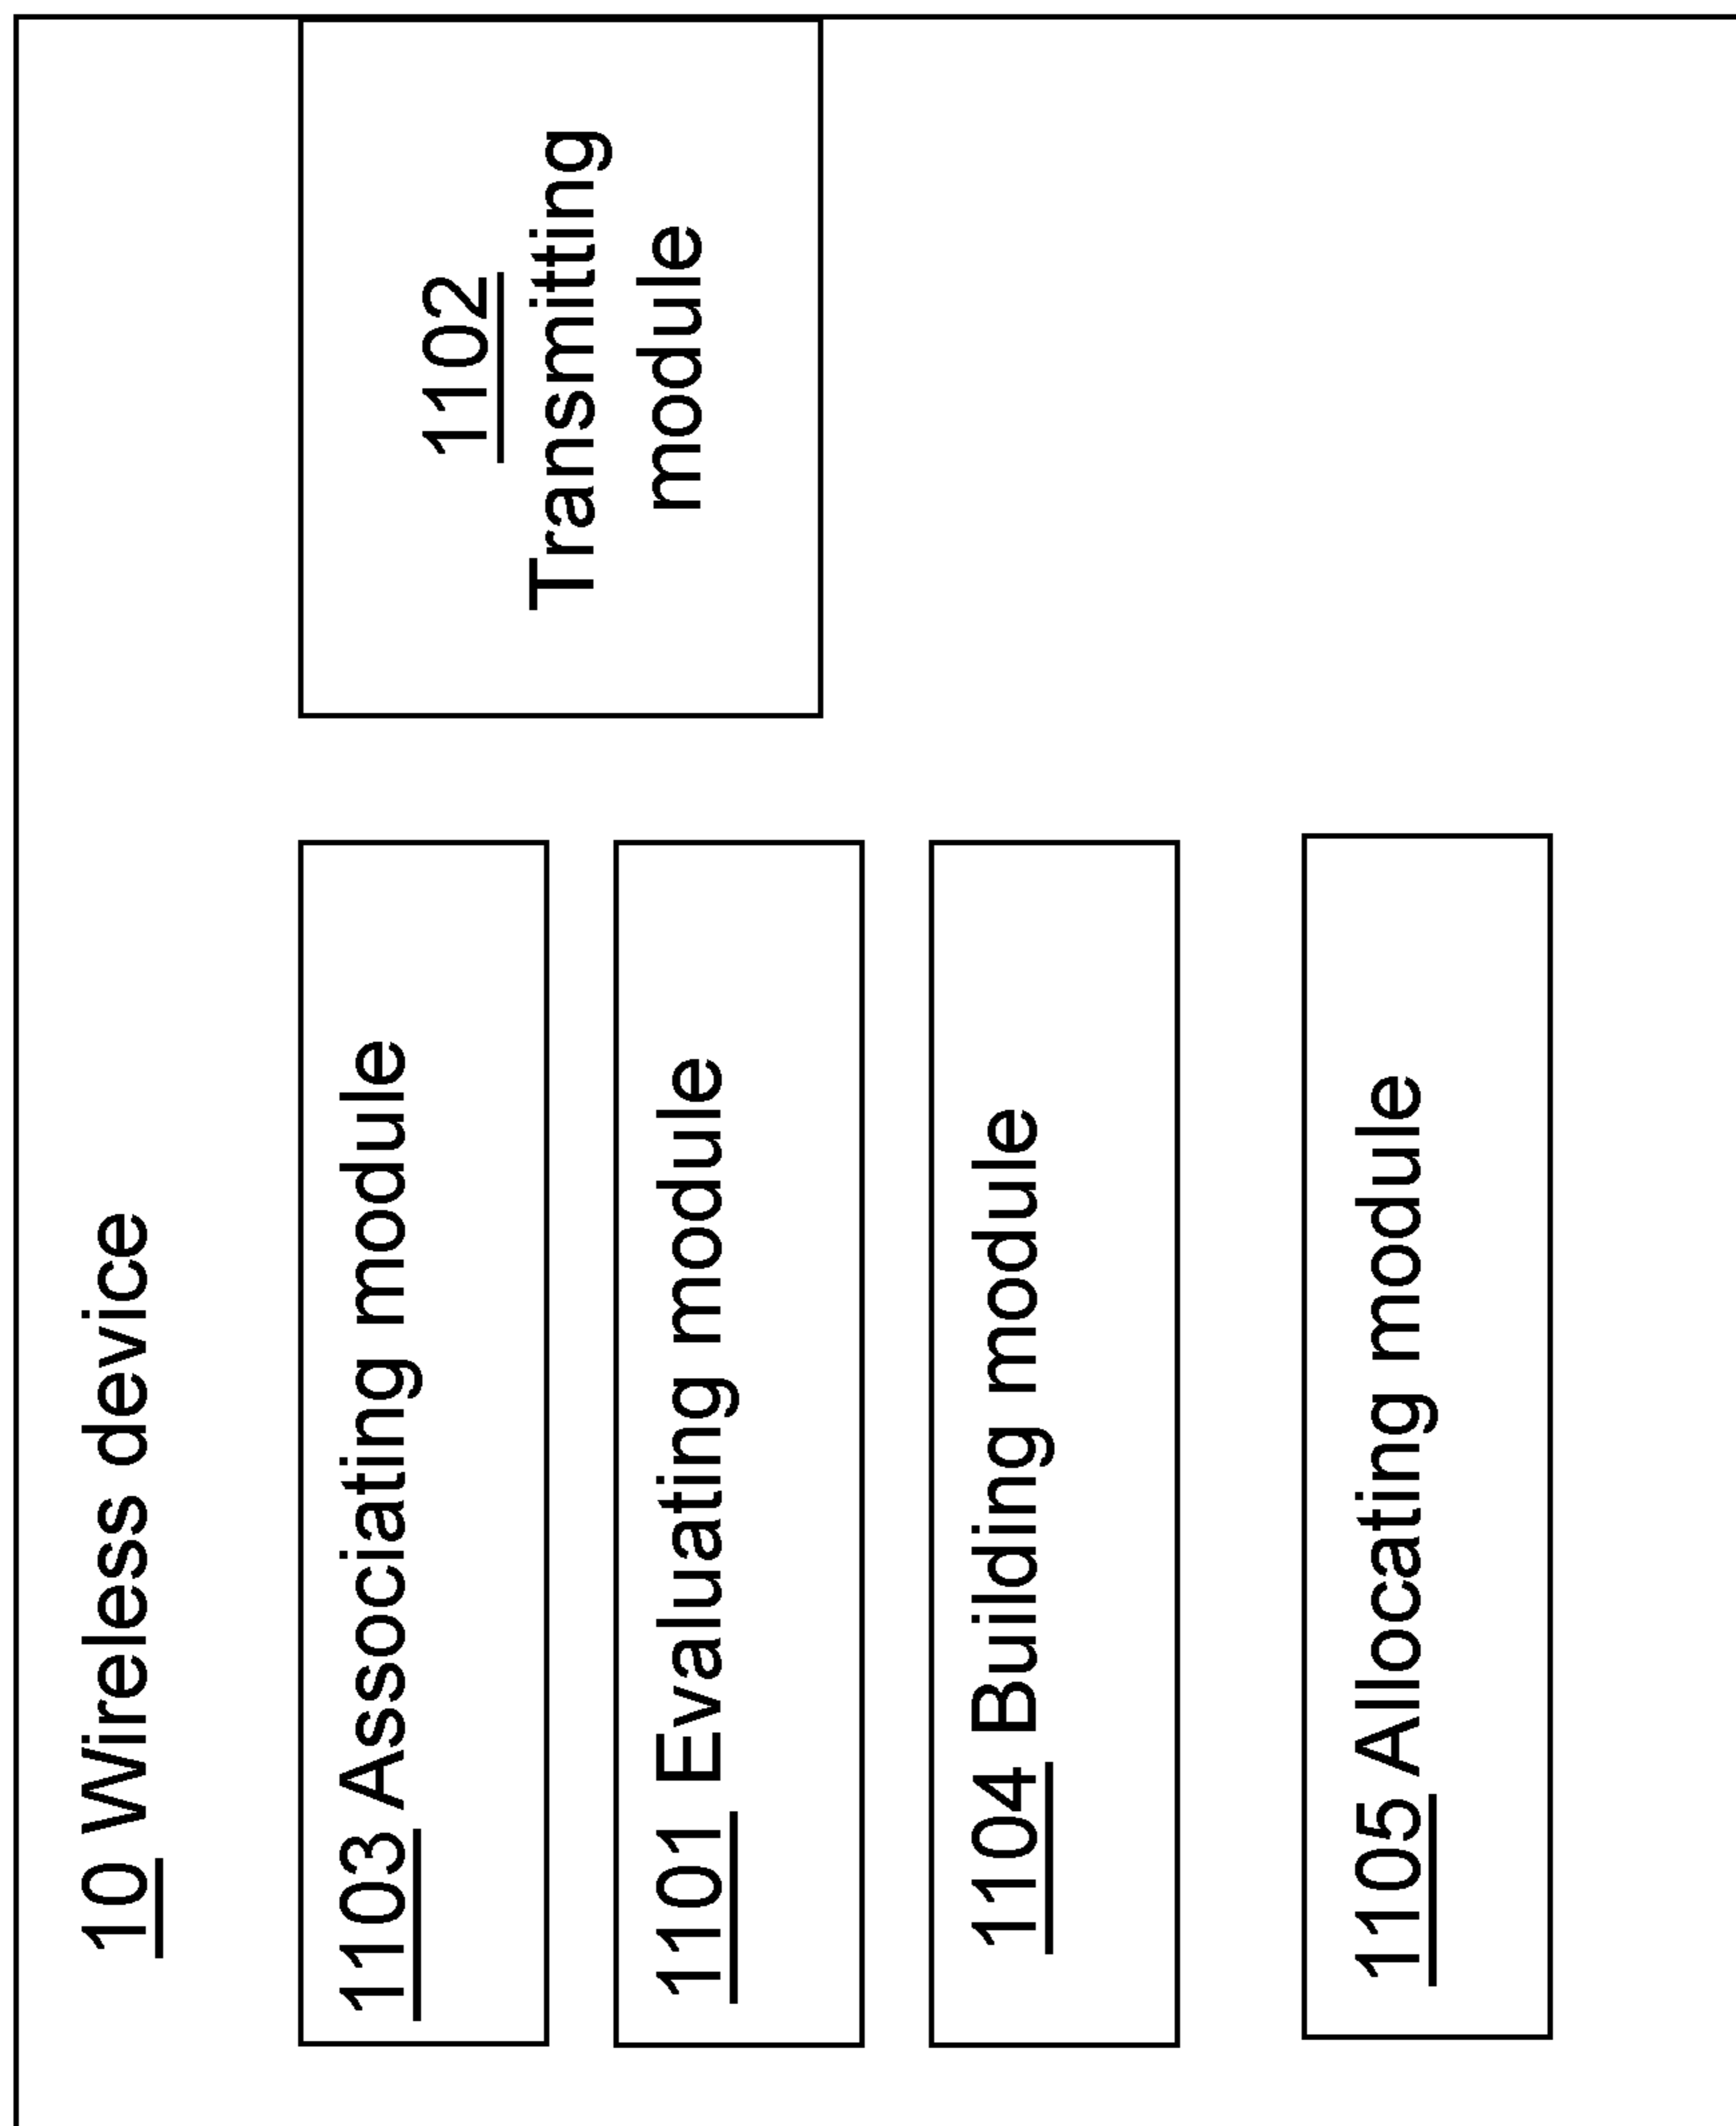 10 Wireless device
1103 Associating module
1102
Transmitting
module
1101 Evaluating module
1104 Building module
1105 Allocating module